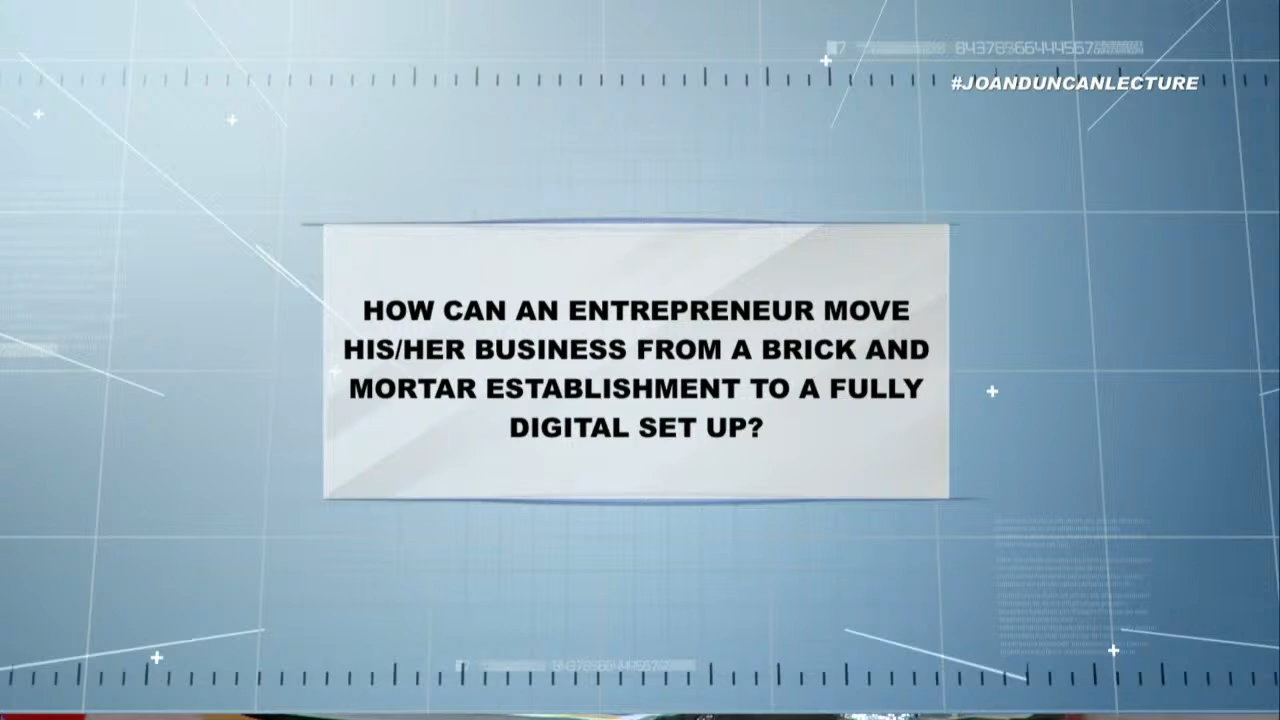 #JOANDUNCANLECTURE
HOW CAN AN ENTREPRENEUR MOVE
HIS/HER BUSINESS FROM A BRICK AND
MORTAR ESTABLISHMENT TO A FULLY
DIGITAL SET UP?